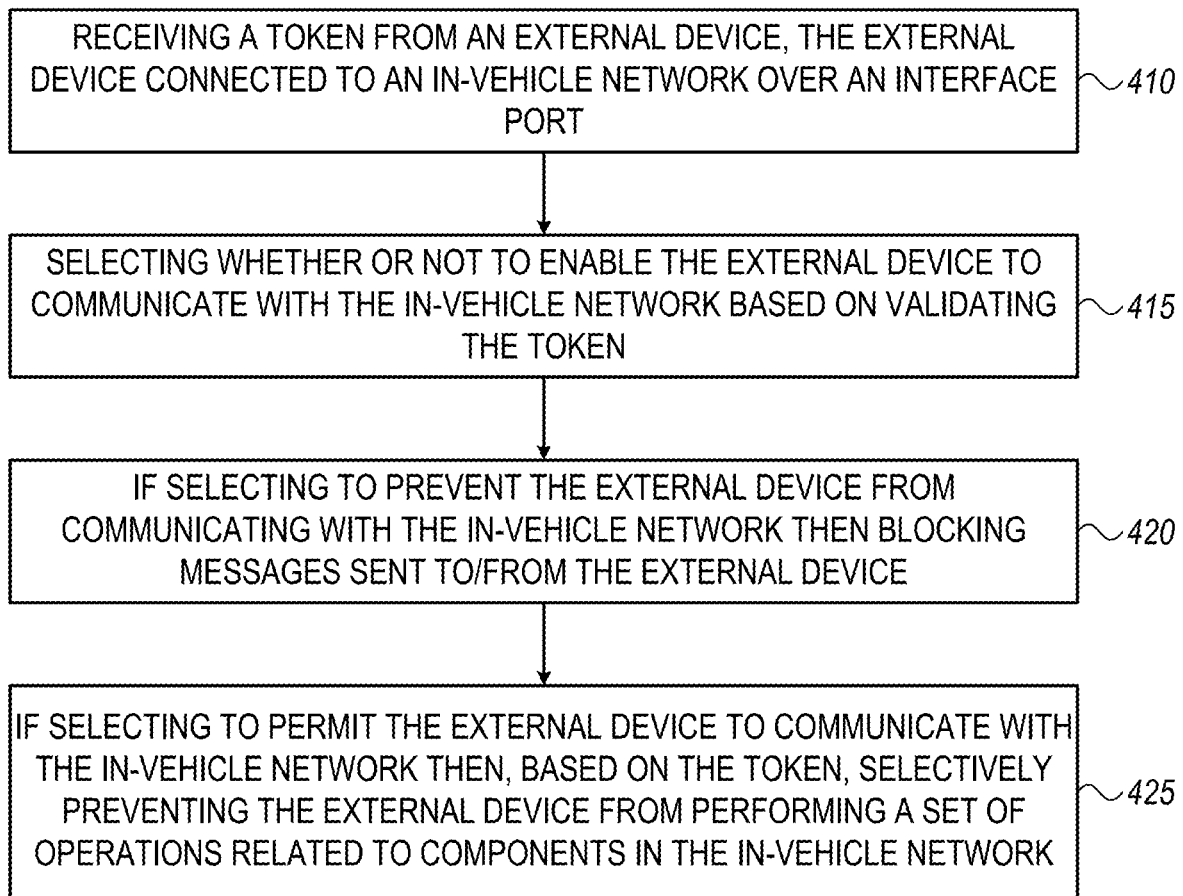 RECEIVING A TOKEN FROM AN EXTERNAL DEVICE, THE EXTERNAL
DEVICE CONNECTED TO AN IN-VEHICLE NETWORK OVER AN INTERFACE
PORT
410
SELECTING WHETHER OR NOT TO ENABLE THE EXTERNAL DEVICE TO
COMMUNICATE WITH THE IN-VEHICLE NETWORK BASED ON VALIDATING
THE TOKEN
415
IF SELECTING TO PREVENT THE EXTERNAL DEVICE FROM
COMMUNICATING WITH THE IN-VEHICLE NETWORK THEN BLOCKING
MESSAGES SENT TO/FROM THE EXTERNAL DEVICE
420
IF SELECTING TO PERMIT THE EXTERNAL DEVICE TO COMMUNICATE WITH
THE IN-VEHICLE NETWORK THEN, BASED ON THE TOKEN, SELECTIVELY
PREVENTING THE EXTERNAL DEVICE FROM PERFORMING A SET OF
OPERATIONS RELATED TO COMPONENTS IN THE IN-VEHICLE NETWORK
425